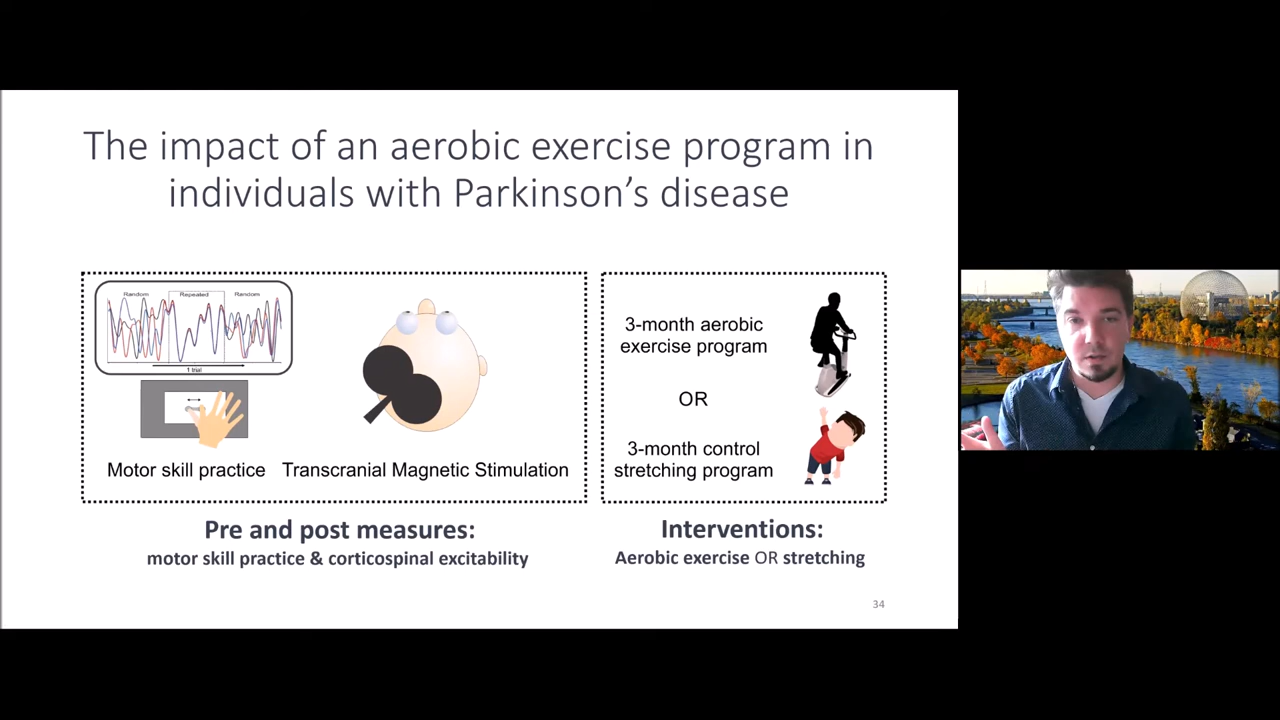 The impact of an aerobic exercise program in
individuals with Parkinson's disease
Random
Repeated
Random
1 trial
Motor skill practice
Transcranial Magnetic Stimulation
3-month aerobic
exercise program
OR
3-month control
stretching program
Pre and post measures:
motor skill practice & corticospinal excitability
Interventions:
Aerobic exercise OR stretching
34